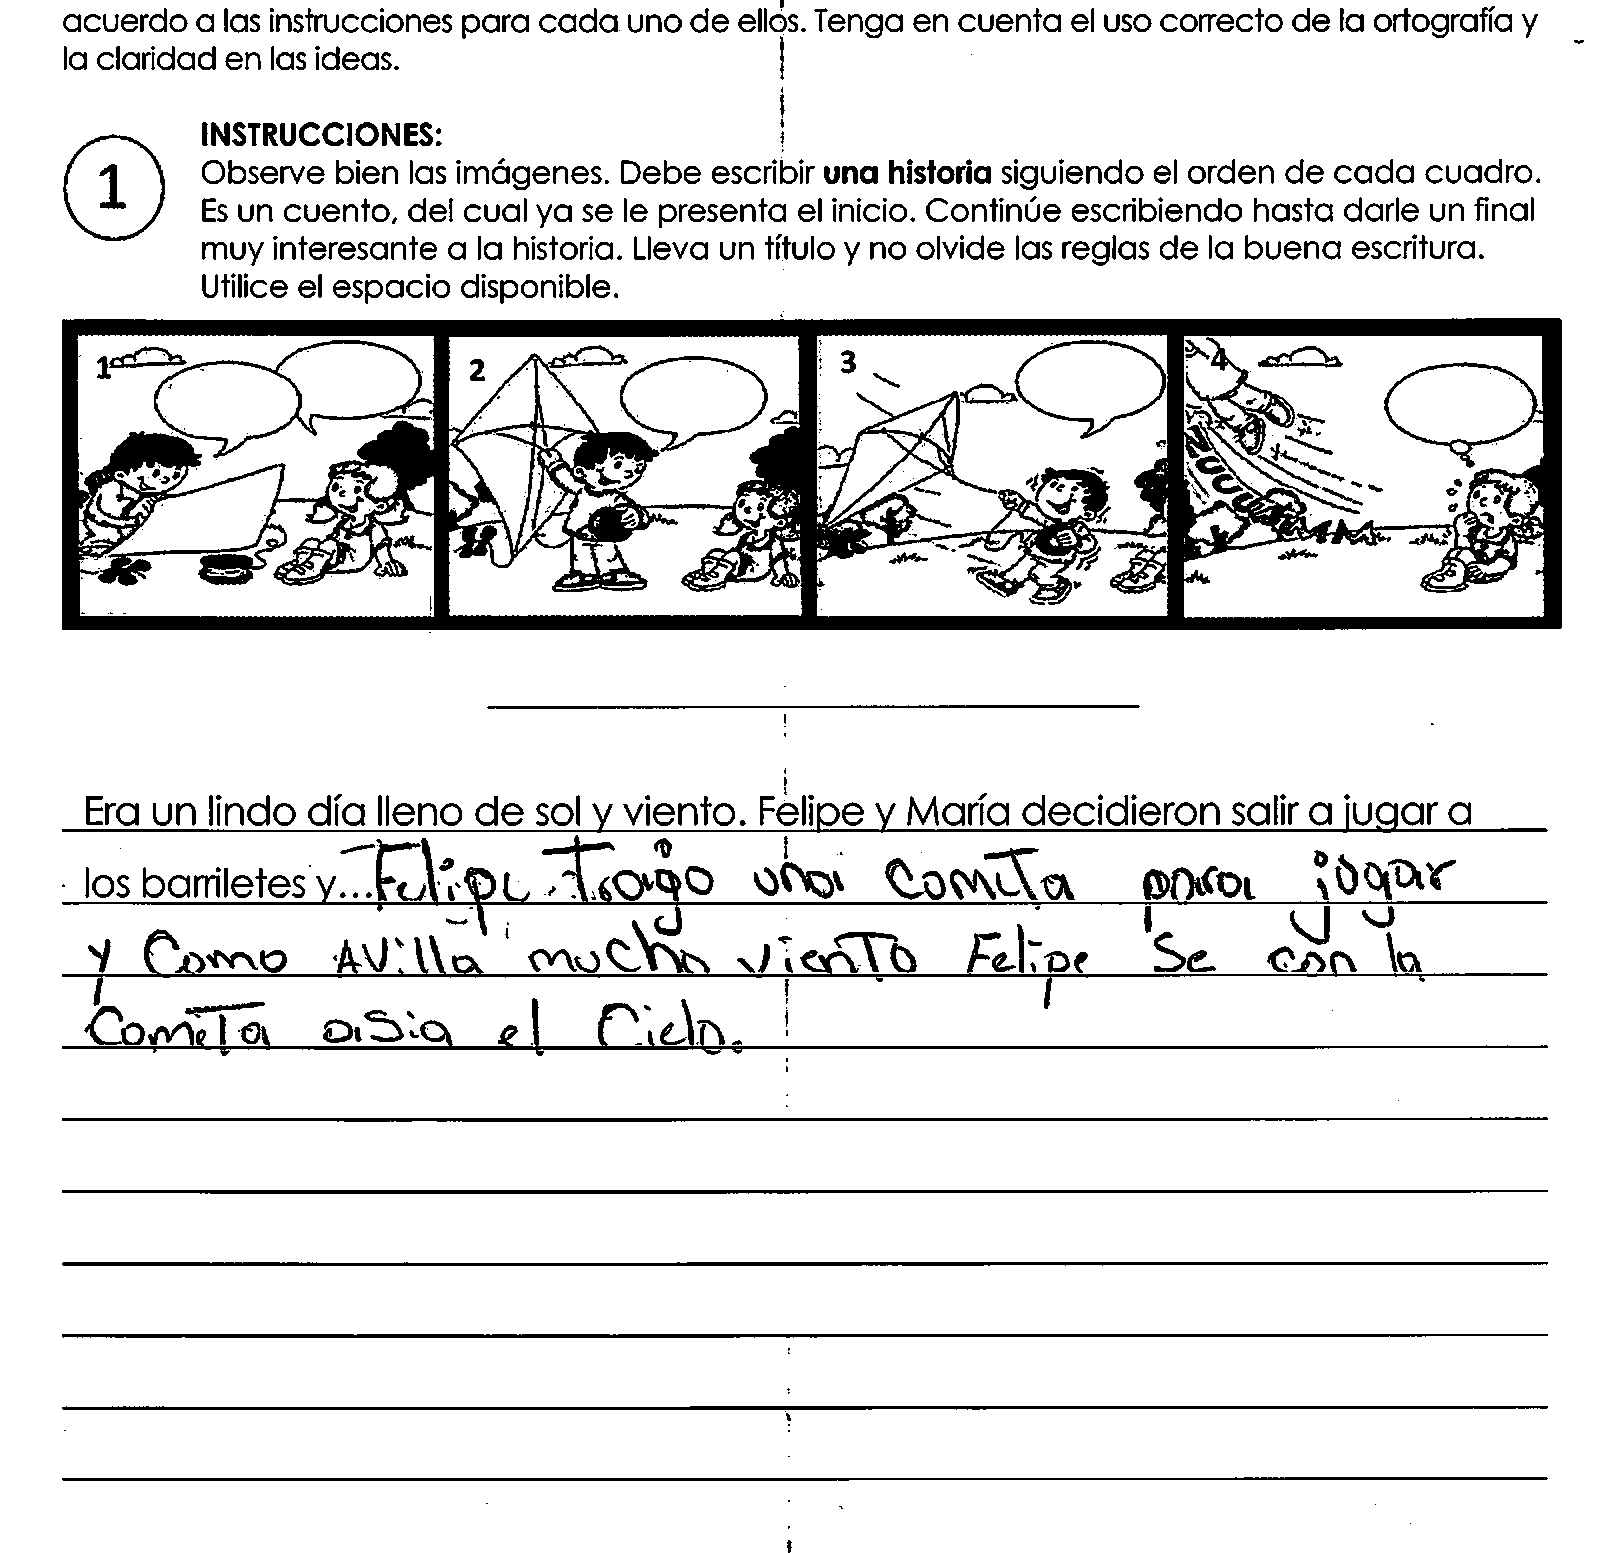 acuerdo a las instrucciones para cada uno de ellos. Tenga en cuenta el uso correcto de la ortografía y
la claridad en las ideas.
1
INSTRUCCIONES:
Observe bien las imágenes. Debe escribir una historia siguiendo el orden de cada cuadro.
Es un cuento, del cual ya se le presenta el inicio. Continúe escribiendo hasta darle un final
muy interesante a la historia. Lleva un título y no olvide las reglas de la buena escritura.
Utilice el espacio disponible.
1 2 3 4
Era un lindo día lleno de sol y viento. Felipe y María decidieron salir a jugar a
los barriletes y... Felipe traigo una cometa para jugar
y Como AVilla mucho viento Felipe Se con la
Cometa asia el Cielo.